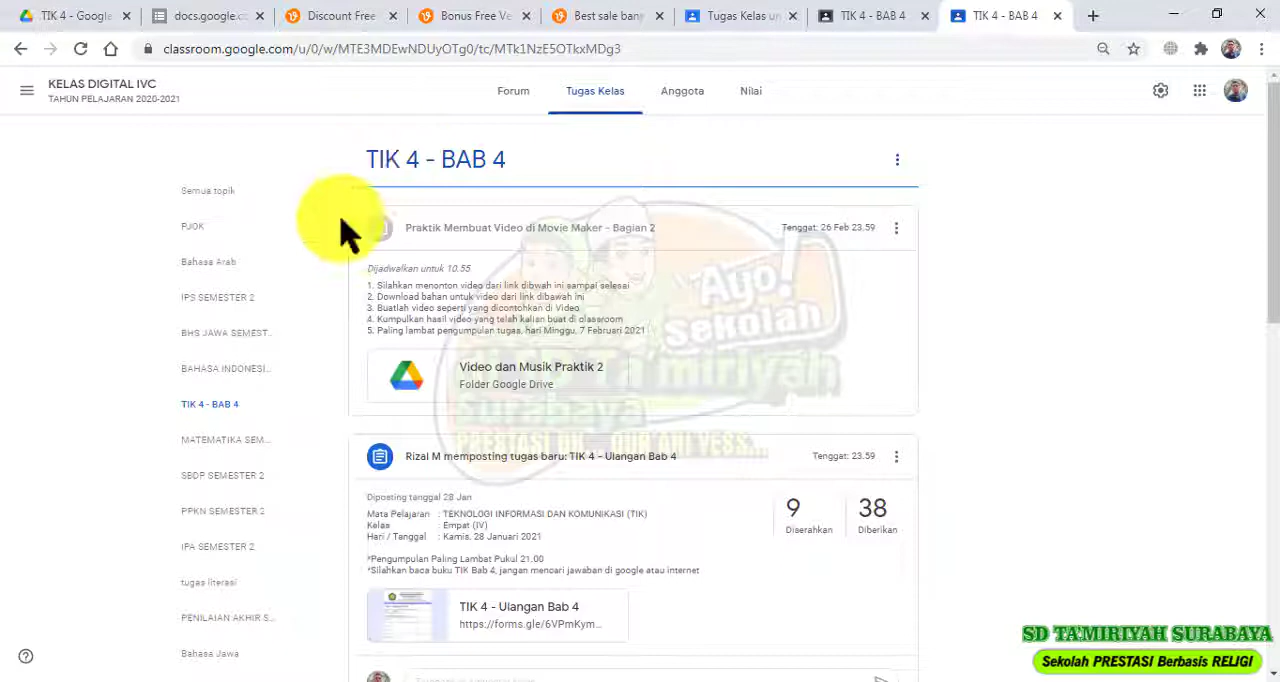 docs.google.cc
Discount Free
Bonus Free Ve
Best sale bang
Tugas Kelas un
TIK 4 - BAB 4
TIK 4 - BAB 4
classroom.google.com/u/0/w/MTE3MDEwNDUyOTg0/tc/MTk1NzE5OTkxMDg3
KELAS DIGITAL IVC
TAHUN PELAJARAN 2020-2021
Forum
Tugas Kelas
Anggota
Nilai
TIK 4 - BAB 4
Semua topik
PJOK
Bahasa Arab
IPS SEMESTER 2
BHS JAWA SEMEST...
BAHASA INDONESI...
TIK 4 - BAB 4
MATEMATIKA SEM...
SBDP SEMESTER 2
PPKN SEMESTER 2
IPA SEMESTER 2
tugas literasi
PENILAIAN AKHIR S...
Bahasa Jawa
Praktik Membuat Video di Movie Maker - Bagian 2
Tenggat: 26 Feb 23.59
Dijadwalkan untuk 10.55
1. Silahkan menonton video dari link dibwah ini sampai selesai
2. Download bahan untuk video dari link dibawah ini
3. Buatlah video seperti yang dicontohkan di Video
4. Kumpulkan hasil video yang telah kalian buat di classroom
5. Paling lambat pengumpulan tugas, hari Minggu, 7 Februari 2021
Video dan Musik Praktik 2
Folder Google Drive
Ayo!
Sekolah
surabaya
Rizal M memposting tugas baru: TIK 4 - Ulangan Bab 4
Tenggat: 23.59
Diposting tanggal 28 Jan
Mata Pelajaran : TEKNOLOGI INFORMASI DAN KOMUNIKASI (TIK)
Kelas : Empat (IV)
Hari / Tanggal : Kamis, 28 Januari 2021
*Pengumpulan Paling Lambat Pukul 21.00
*Silahkan baca buku TIK Bab 4, jangan mencari jawaban di google atau internet
9
Diserahkan
38
Diberikan
TIK 4 - Ulangan Bab 4
https://forms.gle/6VPmKym...
SD TA'MIRIYAH SURABAYA
Sekolah PRESTASI Berbasis RELIGI